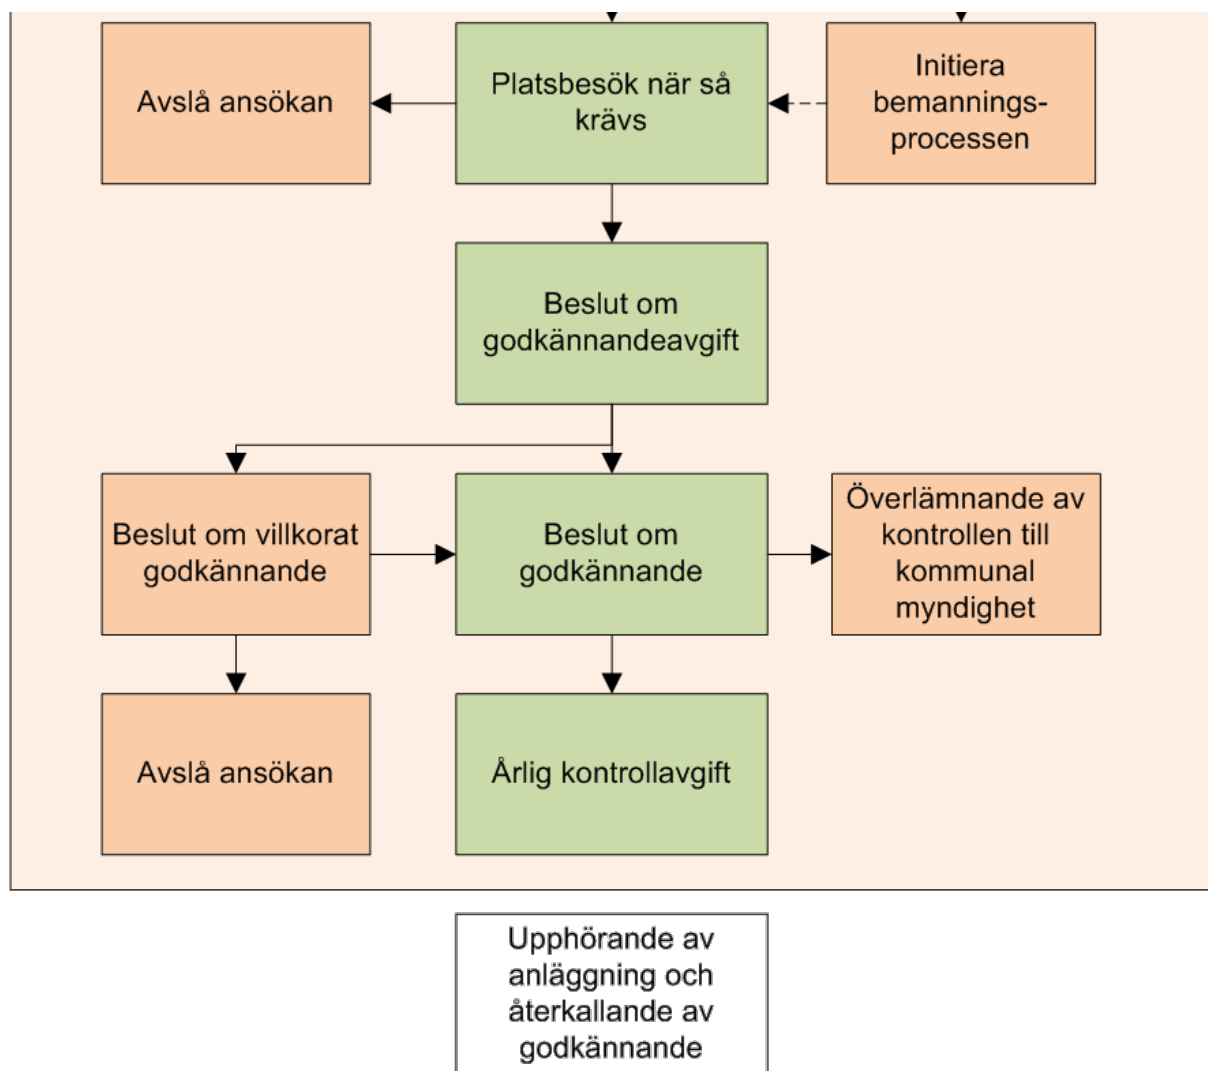 Avslå ansökan
Platsbesök när så
krävs
Initiera
bemannings-
processen
Beslut om
godkännandeavgift
Beslut om villkorat
godkännande
Beslut om
godkännande
Överlämnande av
kontrollen till
kommunal
myndighet
Avslå ansökan
Årlig kontrollavgift
Upphörande av
anläggning och
återkallande av
godkännande